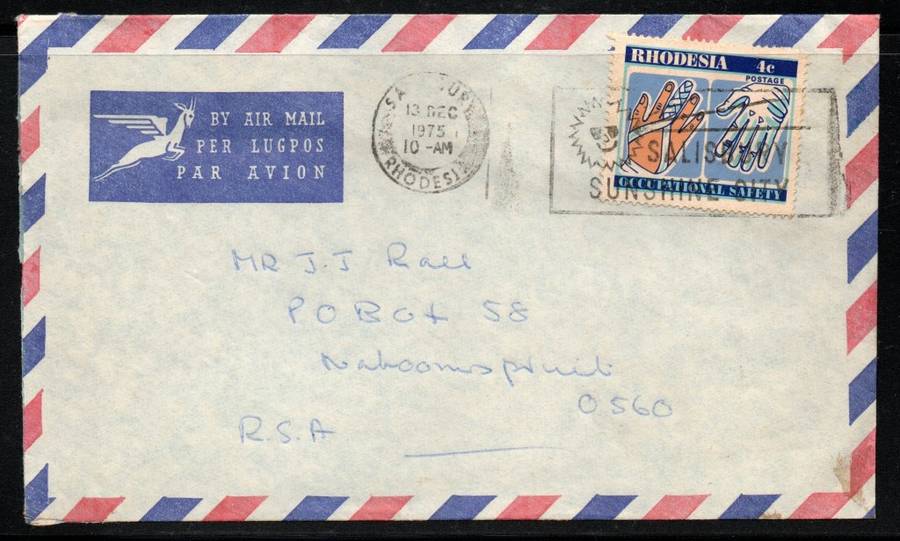 BY AIR MAIL
PER LUGPOS
PAR AVION
13 DEC
1975
10-AM
RHODESIA
RHODESIA 4c
POSTAGE
OCCUPATIONAL SAFETY
SALISBURY
SUNSHINE CITY
MR J.J Rall
PO Box 58
Naboomspruit
0560
R.S.A